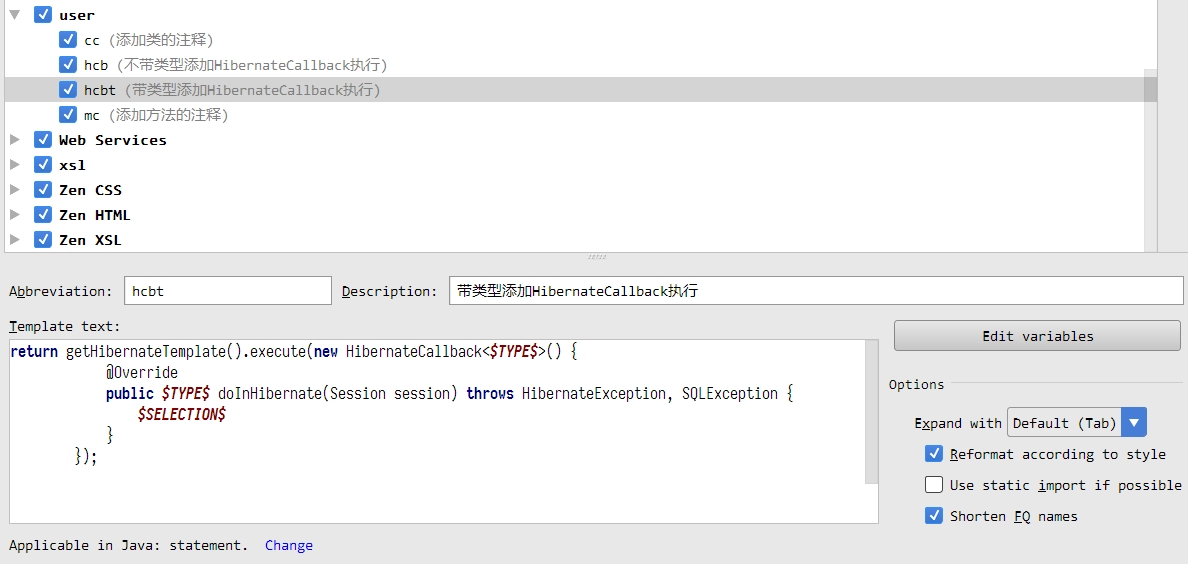 user
cc (添加类的注释)
hcb (不带类型添加HibernateCallback执行)
hcbt (带类型添加HibernateCallback执行)
mc (添加方法的注释)
Web Services
xsl
Zen CSS
Zen HTML
Zen XSL
Abbreviation: hcbt Description: 带类型添加HibernateCallback执行
Template text:
Edit variables
return getHibernateTemplate().execute(new HibernateCallback<$TYPE$>() {
@Override
public $TYPE$ doInHibernate(Session session) throws HibernateException, SQLException {
$SELECTION$
}
});
Options
Expand with Default (Tab)
Reformat according to style
Use static import if possible
Shorten FQ names
Applicable in Java: statement. Change